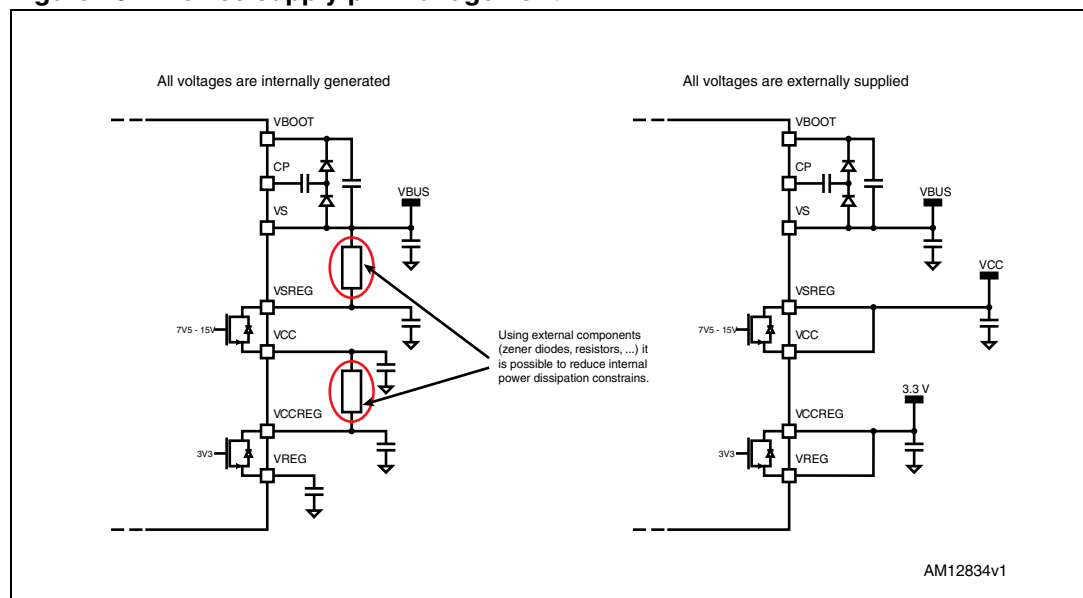 All voltages are internally generated
VBOOT
CP
VS
VBUS
VSREG
7V5 - 15V
VCC
VCCREG
3V3
VREG
Using external components
(zener diodes, resistors, ...) it
is possible to reduce internal
power dissipation constrains.
All voltages are externally supplied
VBOOT
CP
VS
VBUS
VSREG
VCC
7V5 - 15V
VCC
VCCREG
3.3 V
3V3
VREG
AM12834v1